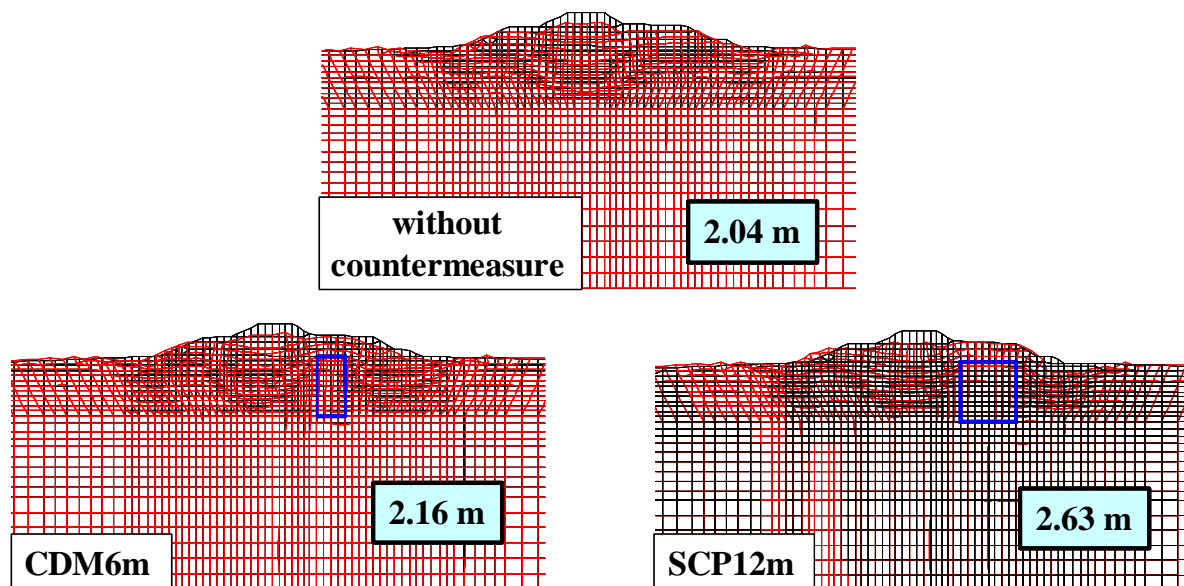 without
countermeasure
2.04 m
2.16 m
CDM6m
2.63 m
SCP12m